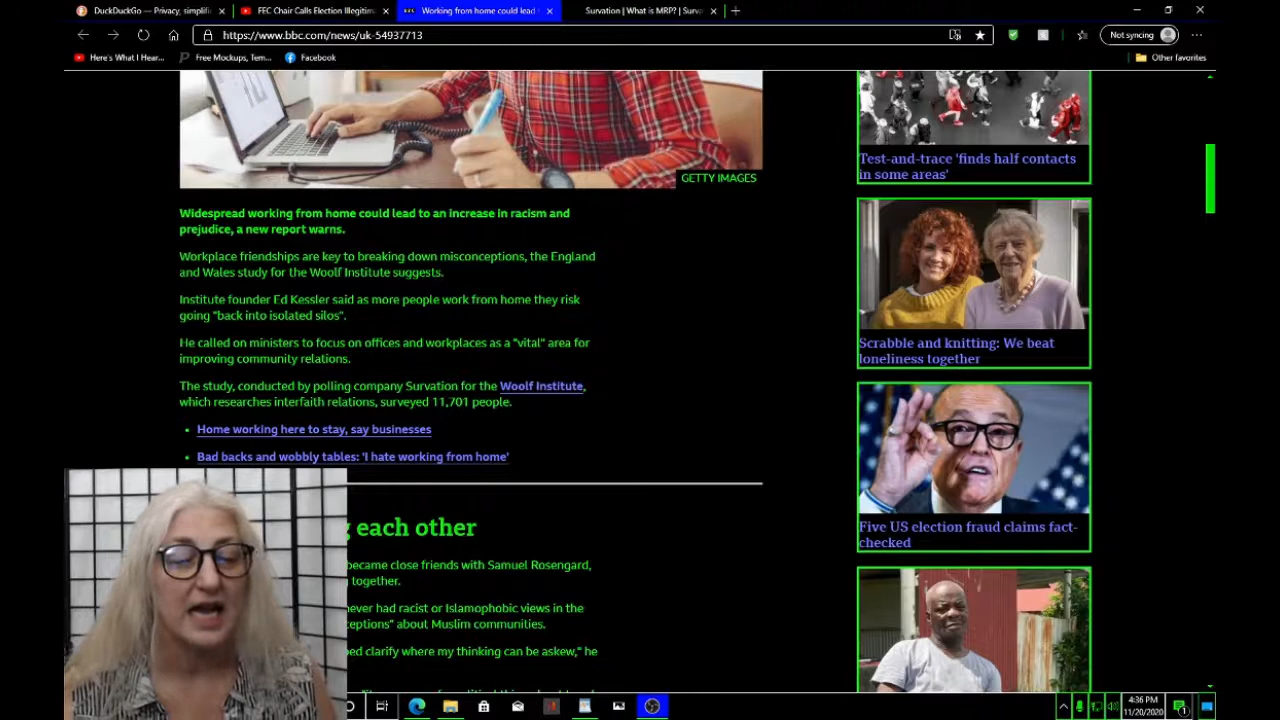 DuckDuckGo — Privacy, simplifi
FEC Chair Calls Election Illegitim
Working from home could lead
Survation | What is MRP? | Surva
https://www.bbc.com/news/uk-54937713
Not syncing
Here's What I Hear...
Free Mockups, Tem...
Facebook
Other favorites
GETTY IMAGES
Widespread working from home could lead to an increase in racism and
prejudice, a new report warns.
Workplace friendships are key to breaking down misconceptions, the England
and Wales study for the Woolf Institute suggests.
Institute founder Ed Kessler said as more people work from home they risk
going "back into isolated silos".
He called on ministers to focus on offices and workplaces as a "vital" area for
improving community relations.
The study, conducted by polling company Survation for the Woolf Institute,
which researches interfaith relations, surveyed 11,701 people.
Home working here to stay, say businesses
Bad backs and wobbly tables: 'I hate working from home'
g each other
became close friends with Samuel Rosengard,
together.
never had racist or Islamophobic views in the
eptions" about Muslim communities.
ped clarify where my thinking can be askew," he
Test-and-trace 'finds half contacts
in some areas'
Scrabble and knitting: We beat
loneliness together
Five US election fraud claims fact-
checked
4:36 PM
11/20/2020
1